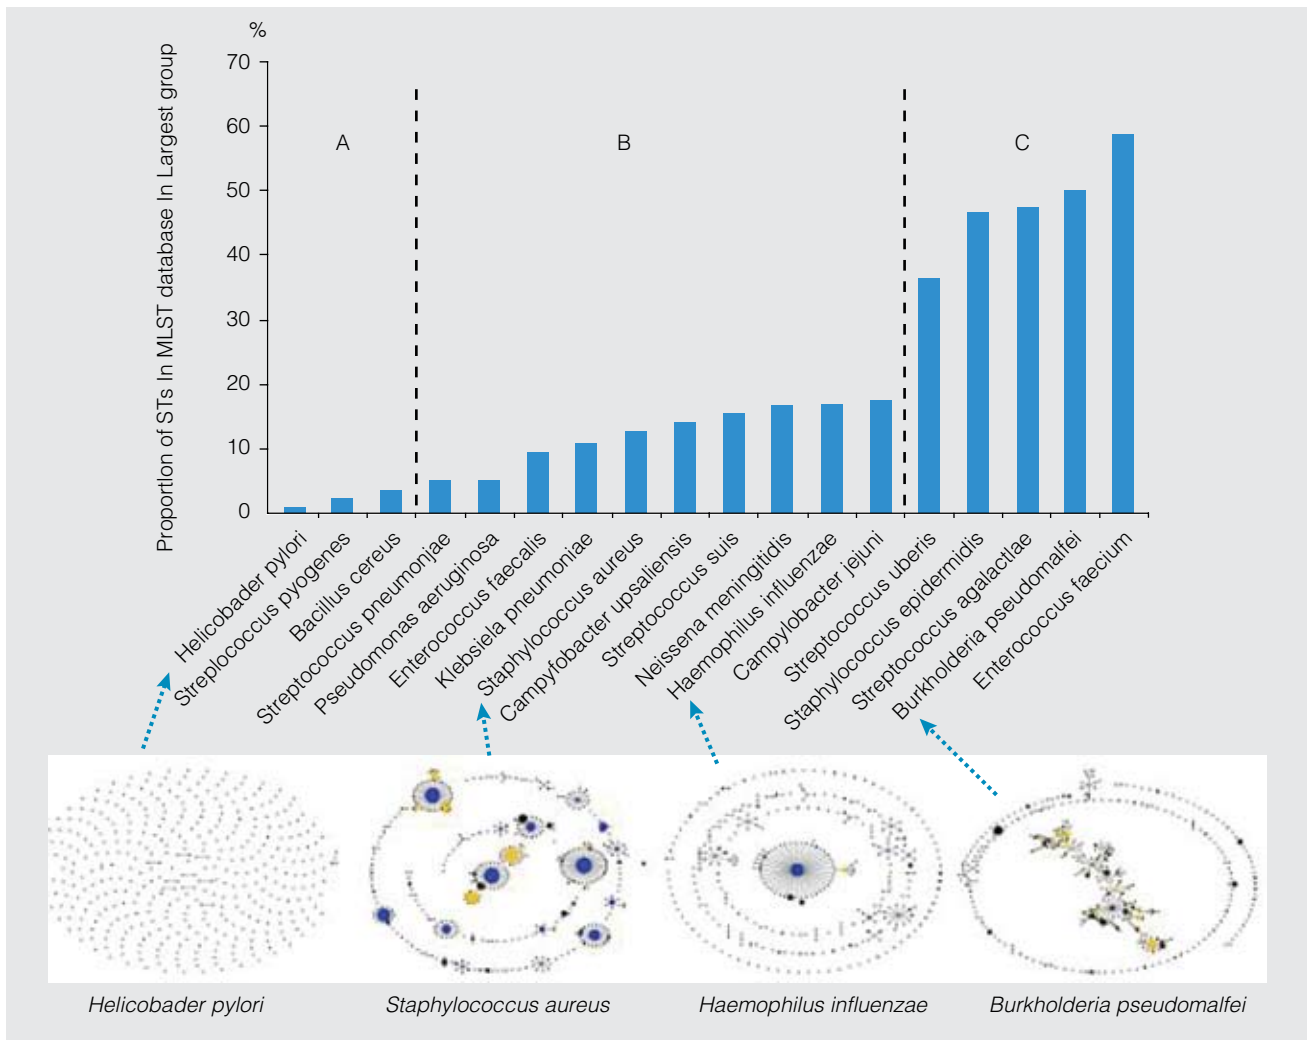 %
Proportion of STs In MLST database In Largest group
70
60
50
40
30
20
10
0
A
B
C
Helicobader pylori
Streplococcus pyogenes
Bacillus cereus
Streptococcus pneumonjae
Pseudomonas aeruginosa
Enterococcus faecalis
Klebsiela pneumoniae
Staphylococcus aureus
Campyfobacter upsaliensis
Streptococcus suis
Neissena meningitidis
Haemophilus influenzae
Campylobacter jejuni
Streptococcus uberis
Staphylococcus epidermidis
Streptococcus agalactlae
Burkholderia pseudomalfei
Enterococcus faecium
Helicobader pylori
Staphylococcus aureus
Haemophilus influenzae
Burkholderia pseudomalfei